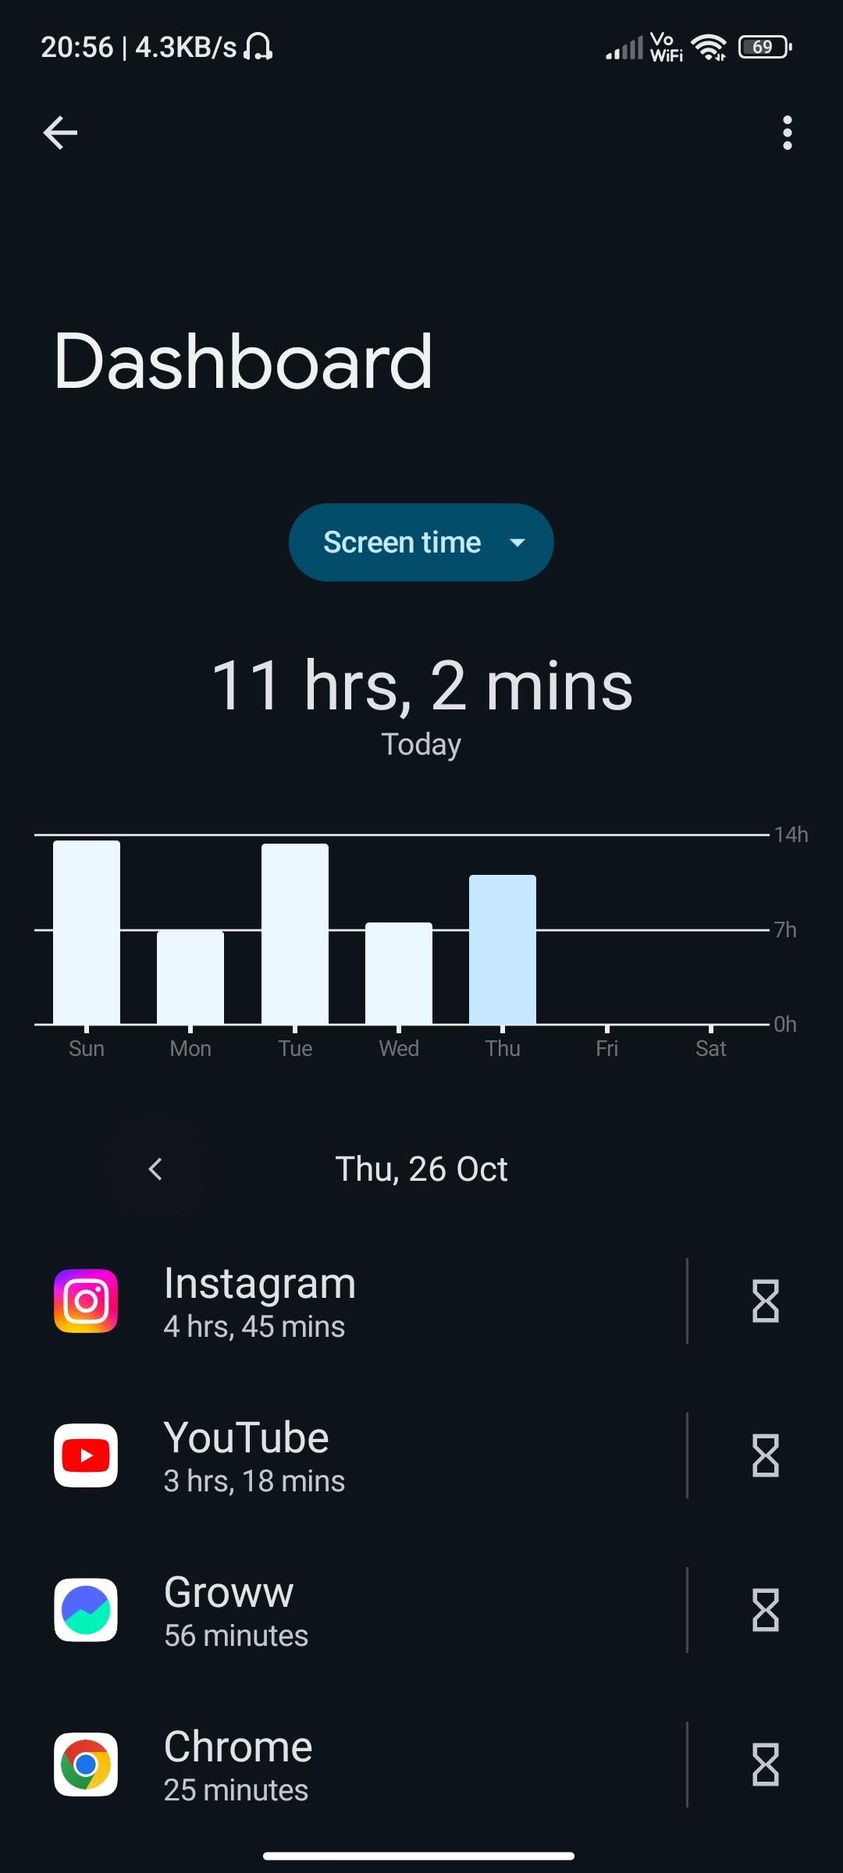 20:56 | 4.3KB/s Vo WiFi 69
Dashboard
Screen time
11 hrs, 2 mins
Today
14h
7h
0h
Sun Mon Tue Wed Thu Fri Sat
Thu, 26 Oct
Instagram
4 hrs, 45 mins
YouTube
3 hrs, 18 mins
Groww
56 minutes
Chrome
25 minutes